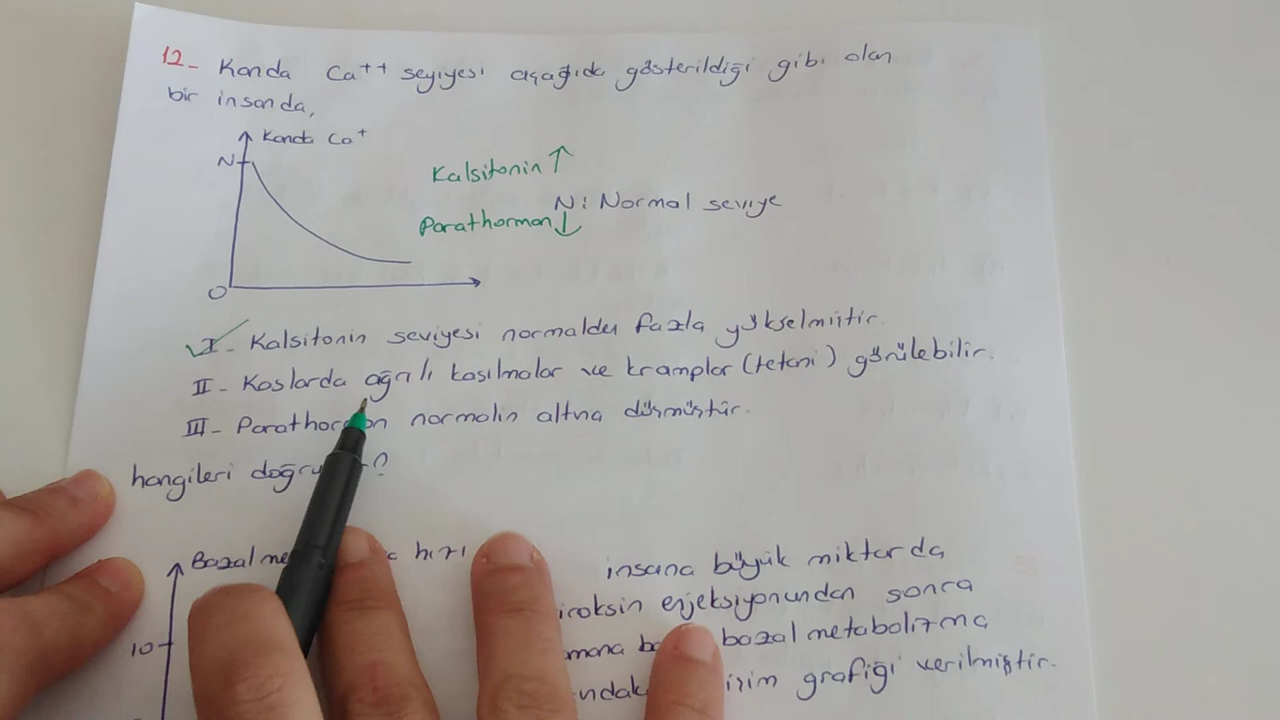 12- Kanda Ca++ seviyesi aşağıda gösterildiği gibi olan
bir insanda,
Kanda Ca+
N
Kalsitonin ↑
N: Normal seviye
Parathormon ↓
0
I- Kalsitonin seviyesi normalden fazla yükselmiştir.
II- Kaslarda ağrılı kasılmalar ve kramplar (tetani) görülebilir.
III- normalin altına düşmüştür.
hangileri ?
Bazal hızı
insana büyük miktarda
enjeksiyonundan sonra
bazal metabolizma
grafiği verilmiştir.
10